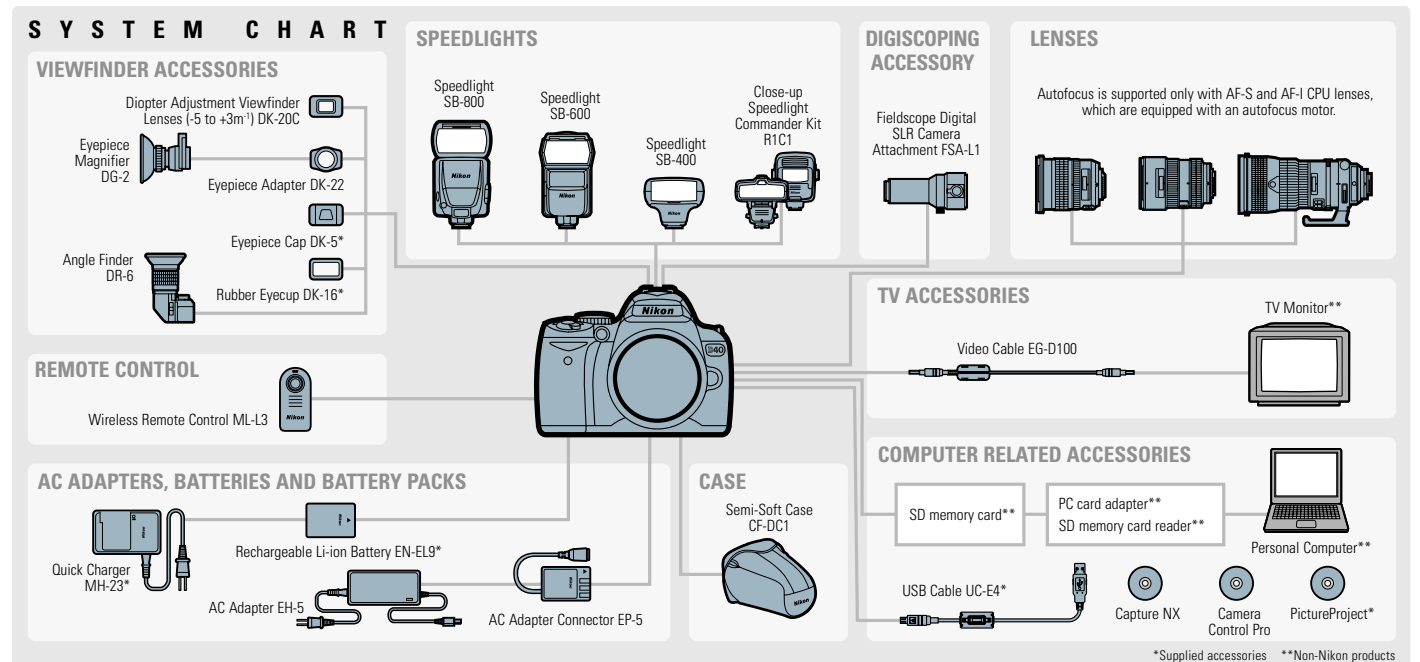 SYSTEM CHART
VIEWFINDER ACCESSORIES
Diopter Adjustment Viewfinder
Lenses (-5 to +3m-1) DK-20C
Eyepiece
Magnifier
DG-2
Eyepiece Adapter DK-22
Eyepiece Cap DK-5*
Angle Finder
DR-6
Rubber Eyecup DK-16*
SPEEDLIGHTS
Speedlight
SB-800
Nikon
Speedlight
SB-600
Nikon
Speedlight
SB-400
Nikon
Close-up
Speedlight
Commander Kit
R1C1
DIGISCOPING
ACCESSORY
Fieldscope Digital
SLR Camera
Attachment FSA-L1
LENSES
Autofocus is supported only with AF-S and AF-I CPU lenses,
which are equipped with an autofocus motor.
Nikon
D40
REMOTE CONTROL
Wireless Remote Control ML-L3
Nikon
TV ACCESSORIES
TV Monitor**
Video Cable EG-D100
AC ADAPTERS, BATTERIES AND BATTERY PACKS
Quick Charger
MH-23*
Rechargeable Li-ion Battery EN-EL9*
AC Adapter EH-5
AC Adapter Connector EP-5
CASE
Semi-Soft Case
CF-DC1
Nikon
COMPUTER RELATED ACCESSORIES
SD memory card**
PC card adapter**
SD memory card reader**
Personal Computer**
USB Cable UC-E4*
Capture NX
Camera
Control Pro
PictureProject*
*Supplied accessories **Non-Nikon products